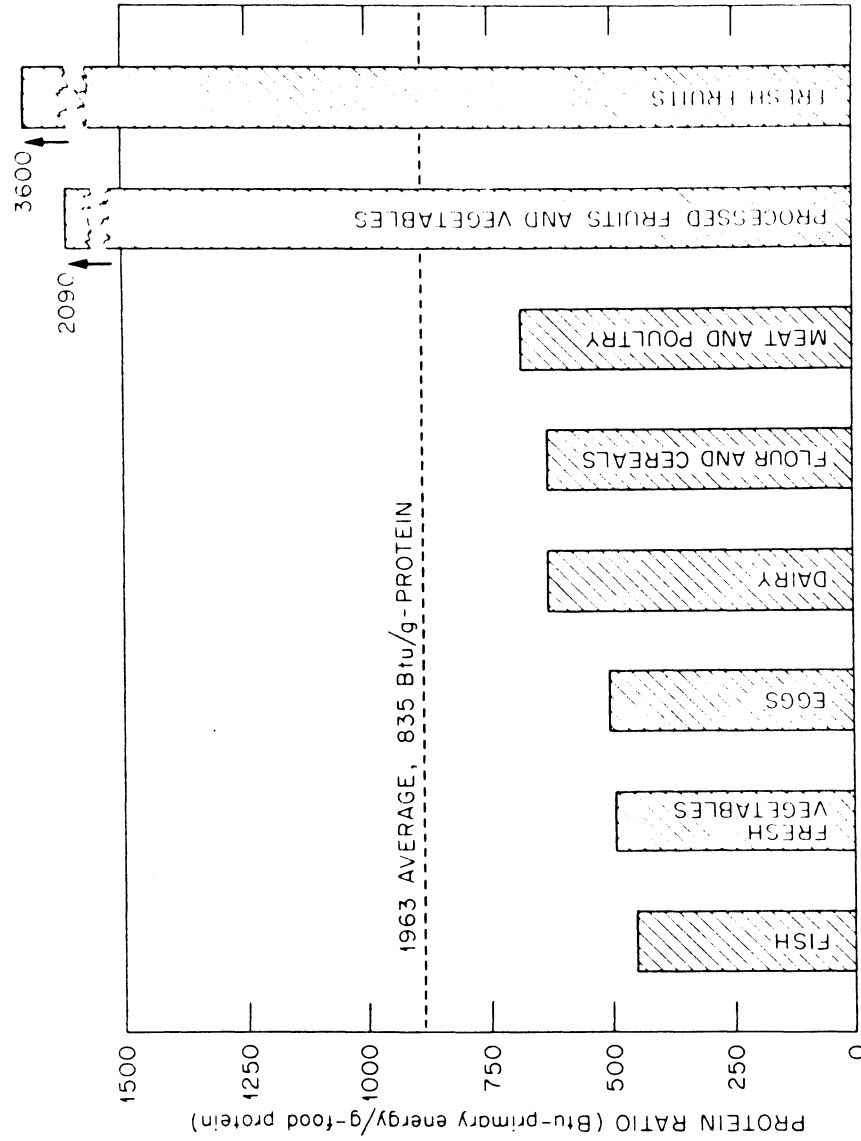 PROTEIN RATIO (Btu-primary energy/g-food protein)
1500
1250
1000
750
500
250
0
3600
2090
1963 AVERAGE, 835 Btu/g-PROTEIN
FISH
FRESH
VEGETABLES
EGGS
DAIRY
FLOUR AND CEREALS
MEAT AND POULTRY
PROCESSED FRUITS AND VEGETABLES
FRESH FRUITS